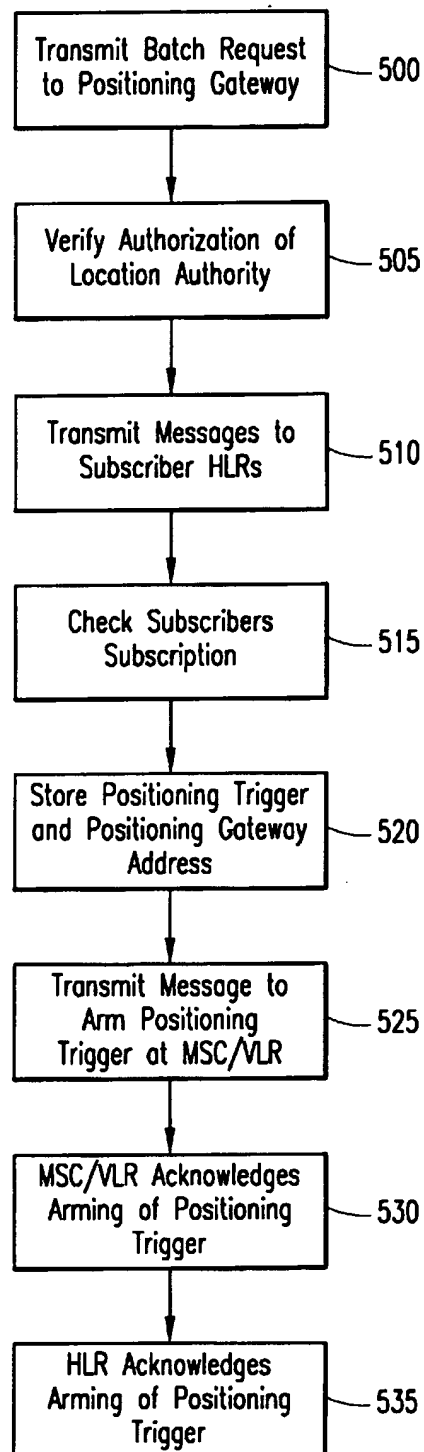 Transmit Batch Request
to Positioning Gateway
500
Verify Authorization of
Location Authority
505
Transmit Messages to
Subscriber HLRs
510
Check Subscribers
Subscription
515
Store Positioning Trigger
and Positioning Gateway
Address
520
Transmit Message to
Arm Positioning
Trigger at MSC/VLR
525
MSC/VLR Acknowledges
Arming of Positioning
Trigger
530
HLR Acknowledges
Arming of Positioning
Trigger
535